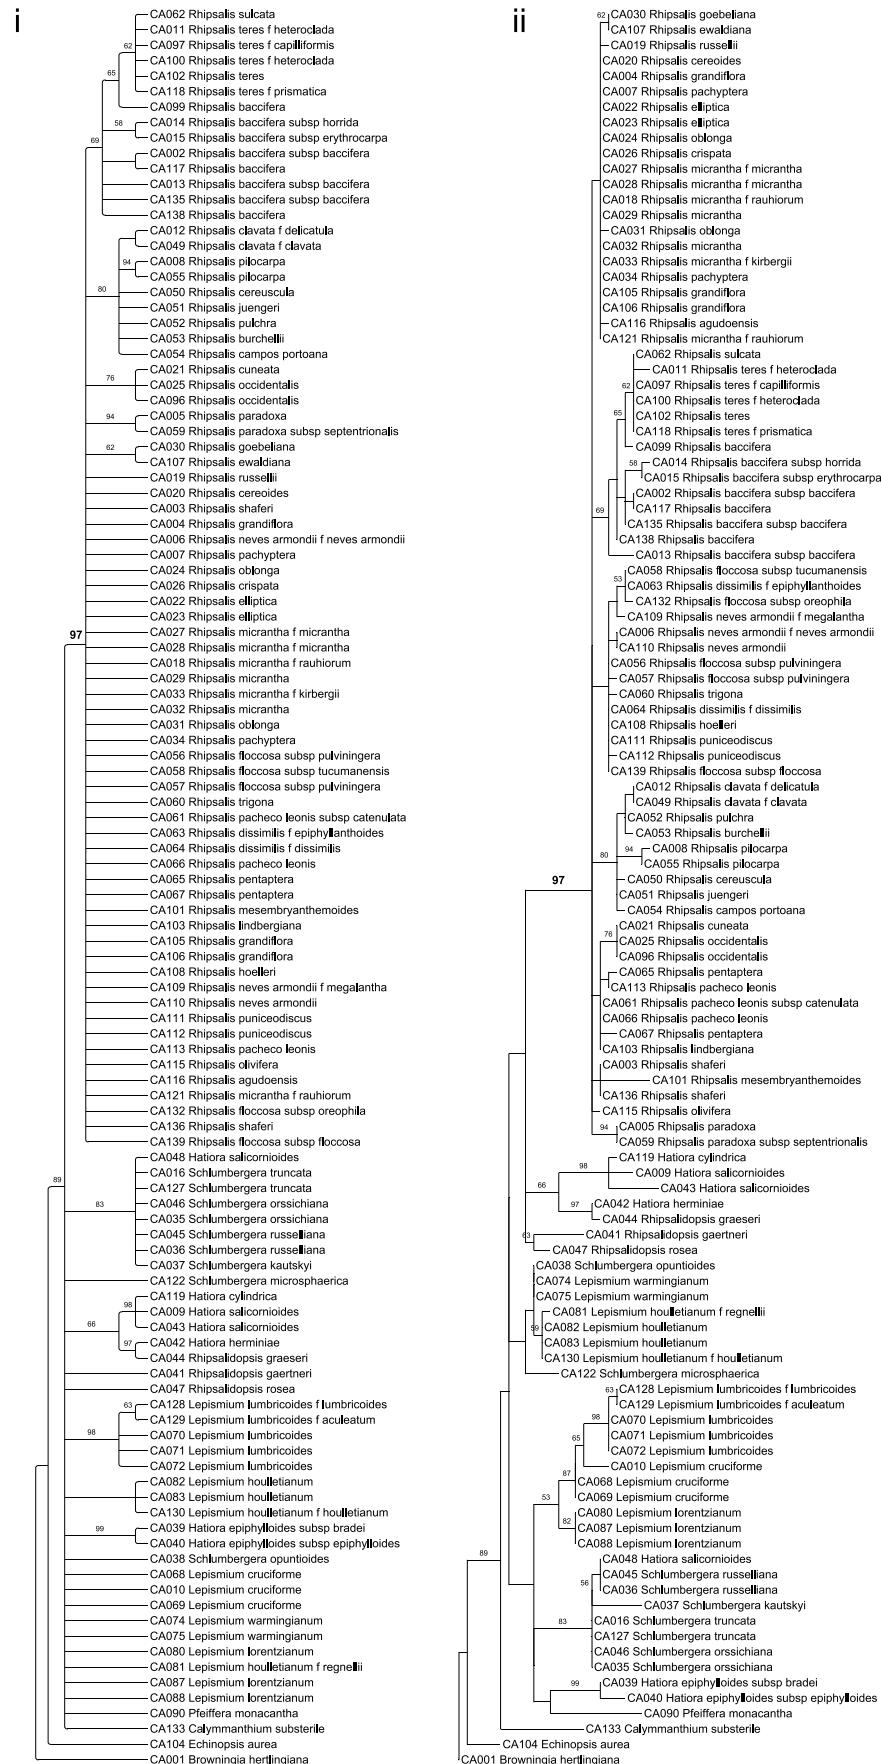 i
CA062 Rhipsalis sulcata
CA011 Rhipsalis teres f heteroclada
62
CA097 Rhipsalis teres f capilliformis
CA100 Rhipsalis teres f heteroclada
65
CA102 Rhipsalis teres
CA118 Rhipsalis teres f prismatica
CA099 Rhipsalis baccifera
58
CA014 Rhipsalis baccifera subsp horrida
CA015 Rhipsalis baccifera subsp erythrocarpa
69
CA002 Rhipsalis baccifera subsp baccifera
CA117 Rhipsalis baccifera
CA013 Rhipsalis baccifera subsp baccifera
CA135 Rhipsalis baccifera subsp baccifera
CA138 Rhipsalis baccifera
CA012 Rhipsalis clavata f delicatula
CA049 Rhipsalis clavata f clavata
94
CA008 Rhipsalis pilocarpa
CA055 Rhipsalis pilocarpa
80
CA050 Rhipsalis cereuscula
CA051 Rhipsalis juengeri
CA052 Rhipsalis pulchra
CA053 Rhipsalis burchellii
CA054 Rhipsalis campos portoana
CA021 Rhipsalis cuneata
76
CA025 Rhipsalis occidentalis
CA096 Rhipsalis occidentalis
94
CA005 Rhipsalis paradoxa
CA059 Rhipsalis paradoxa subsp septentrionalis
62
CA030 Rhipsalis goebeliana
CA107 Rhipsalis ewaldiana
CA019 Rhipsalis russellii
CA020 Rhipsalis cereoides
CA003 Rhipsalis shaferi
CA004 Rhipsalis grandiflora
CA006 Rhipsalis neves armondii f neves armondii
CA007 Rhipsalis pachyptera
CA024 Rhipsalis oblonga
CA026 Rhipsalis crispata
CA022 Rhipsalis elliptica
CA023 Rhipsalis elliptica
97
CA027 Rhipsalis micrantha f micrantha
CA028 Rhipsalis micrantha f micrantha
CA018 Rhipsalis micrantha f rauhiorum
CA029 Rhipsalis micrantha
CA033 Rhipsalis micrantha f kirbergii
CA032 Rhipsalis micrantha
CA031 Rhipsalis oblonga
CA034 Rhipsalis pachyptera
CA056 Rhipsalis floccosa subsp pulviningera
CA058 Rhipsalis floccosa subsp tucumanensis
CA057 Rhipsalis floccosa subsp pulviningera
CA060 Rhipsalis trigona
CA061 Rhipsalis pacheco leonis subsp catenulata
CA063 Rhipsalis dissimilis f epiphyllanthoides
CA064 Rhipsalis dissimilis f dissimilis
CA066 Rhipsalis pacheco leonis
CA065 Rhipsalis pentaptera
CA067 Rhipsalis pentaptera
CA101 Rhipsalis mesembryanthemoides
CA103 Rhipsalis lindbergiana
CA105 Rhipsalis grandiflora
CA106 Rhipsalis grandiflora
CA108 Rhipsalis hoelleri
CA109 Rhipsalis neves armondii f megalantha
CA110 Rhipsalis neves armondii
CA111 Rhipsalis puniceodiscus
CA112 Rhipsalis puniceodiscus
CA113 Rhipsalis pacheco leonis
CA115 Rhipsalis olivifera
CA116 Rhipsalis agudoensis
CA121 Rhipsalis micrantha f rauhiorum
CA132 Rhipsalis floccosa subsp oreophila
CA136 Rhipsalis shaferi
CA139 Rhipsalis floccosa subsp floccosa
CA048 Hatiora salicornioides
89
CA016 Schlumbergera truncata
CA127 Schlumbergera truncata
83
CA046 Schlumbergera orssichiana
CA035 Schlumbergera orssichiana
CA045 Schlumbergera russelliana
CA036 Schlumbergera russelliana
CA037 Schlumbergera kautskyi
CA122 Schlumbergera microsphaerica
CA119 Hatiora cylindrica
98
CA009 Hatiora salicornioides
66
CA043 Hatiora salicornioides
97
CA042 Hatiora herminiae
CA044 Rhipsalidopsis graeseri
CA041 Rhipsalidopsis gaertneri
CA047 Rhipsalidopsis rosea
63
CA128 Lepismium lumbricoides f lumbricoides
CA129 Lepismium lumbricoides f aculeatum
98
CA070 Lepismium lumbricoides
CA071 Lepismium lumbricoides
CA072 Lepismium lumbricoides
CA082 Lepismium houlletianum
CA083 Lepismium houlletianum
CA130 Lepismium houlletianum f houlletianum
99
CA039 Hatiora epiphylloides subsp bradei
CA040 Hatiora epiphylloides subsp epiphylloides
CA038 Schlumbergera opuntioides
CA068 Lepismium cruciforme
CA010 Lepismium cruciforme
CA069 Lepismium cruciforme
CA074 Lepismium warmingianum
CA075 Lepismium warmingianum
CA080 Lepismium lorentzianum
CA081 Lepismium houlletianum f regnellii
CA087 Lepismium lorentzianum
CA088 Lepismium lorentzianum
CA090 Pfeiffera monacantha
CA133 Calymmanthium substerile
CA104 Echinopsis aurea
CA001 Browningia hertlingiana
ii
62
CA030 Rhipsalis goebeliana
CA107 Rhipsalis ewaldiana
CA019 Rhipsalis russellii
CA020 Rhipsalis cereoides
CA004 Rhipsalis grandiflora
CA007 Rhipsalis pachyptera
CA022 Rhipsalis elliptica
CA023 Rhipsalis elliptica
CA024 Rhipsalis oblonga
CA026 Rhipsalis crispata
CA027 Rhipsalis micrantha f micrantha
CA028 Rhipsalis micrantha f micrantha
CA018 Rhipsalis micrantha f rauhiorum
CA029 Rhipsalis micrantha
CA031 Rhipsalis oblonga
CA032 Rhipsalis micrantha
CA033 Rhipsalis micrantha f kirbergii
CA034 Rhipsalis pachyptera
CA105 Rhipsalis grandiflora
CA106 Rhipsalis grandiflora
CA116 Rhipsalis agudoensis
CA121 Rhipsalis micrantha f rauhiorum
CA062 Rhipsalis sulcata
CA011 Rhipsalis teres f heteroclada
62
CA097 Rhipsalis teres f capilliformis
CA100 Rhipsalis teres f heteroclada
65
CA102 Rhipsalis teres
CA118 Rhipsalis teres f prismatica
CA099 Rhipsalis baccifera
58
CA014 Rhipsalis baccifera subsp horrida
CA015 Rhipsalis baccifera subsp erythrocarpa
CA002 Rhipsalis baccifera subsp baccifera
69
CA117 Rhipsalis baccifera
CA135 Rhipsalis baccifera subsp baccifera
CA138 Rhipsalis baccifera
CA013 Rhipsalis baccifera subsp baccifera
CA058 Rhipsalis floccosa subsp tucumanensis
53
CA063 Rhipsalis dissimilis f epiphyllanthoides
CA132 Rhipsalis floccosa subsp oreophila
CA109 Rhipsalis neves armondii f megalantha
CA006 Rhipsalis neves armondii f neves armondii
CA110 Rhipsalis neves armondii
CA056 Rhipsalis floccosa subsp pulviningera
CA057 Rhipsalis floccosa subsp pulviningera
CA060 Rhipsalis trigona
CA064 Rhipsalis dissimilis f dissimilis
CA108 Rhipsalis hoelleri
CA111 Rhipsalis puniceodiscus
CA112 Rhipsalis puniceodiscus
CA139 Rhipsalis floccosa subsp floccosa
CA012 Rhipsalis clavata f delicatula
CA049 Rhipsalis clavata f clavata
CA052 Rhipsalis pulchra
CA053 Rhipsalis burchellii
80
94
CA008 Rhipsalis pilocarpa
CA055 Rhipsalis pilocarpa
97
CA050 Rhipsalis cereuscula
CA051 Rhipsalis juengeri
CA054 Rhipsalis campos portoana
CA021 Rhipsalis cuneata
76
CA025 Rhipsalis occidentalis
CA096 Rhipsalis occidentalis
CA065 Rhipsalis pentaptera
CA113 Rhipsalis pacheco leonis
CA061 Rhipsalis pacheco leonis subsp catenulata
CA066 Rhipsalis pacheco leonis
CA067 Rhipsalis pentaptera
CA103 Rhipsalis lindbergiana
CA003 Rhipsalis shaferi
CA101 Rhipsalis mesembryanthemoides
CA136 Rhipsalis shaferi
CA115 Rhipsalis olivifera
94
CA005 Rhipsalis paradoxa
CA059 Rhipsalis paradoxa subsp septentrionalis
CA119 Hatiora cylindrica
98
CA009 Hatiora salicornioides
66
CA043 Hatiora salicornioides
97
CA042 Hatiora herminiae
CA044 Rhipsalidopsis graeseri
63
CA041 Rhipsalidopsis gaertneri
CA047 Rhipsalidopsis rosea
CA038 Schlumbergera opuntioides
CA074 Lepismium warmingianum
CA075 Lepismium warmingianum
CA081 Lepismium houlletianum f regnellii
59
CA082 Lepismium houlletianum
CA083 Lepismium houlletianum
CA130 Lepismium houlletianum f houlletianum
CA122 Schlumbergera microsphaerica
63
CA128 Lepismium lumbricoides f lumbricoides
CA129 Lepismium lumbricoides f aculeatum
98
CA070 Lepismium lumbricoides
CA071 Lepismium lumbricoides
65
CA072 Lepismium lumbricoides
CA010 Lepismium cruciforme
87
CA068 Lepismium cruciforme
CA069 Lepismium cruciforme
53
CA080 Lepismium lorentzianum
82
CA087 Lepismium lorentzianum
CA088 Lepismium lorentzianum
89
CA048 Hatiora salicornioides
CA045 Schlumbergera russelliana
56
CA036 Schlumbergera russelliana
CA037 Schlumbergera kautskyi
83
CA016 Schlumbergera truncata
CA127 Schlumbergera truncata
CA046 Schlumbergera orssichiana
CA035 Schlumbergera orssichiana
99
CA039 Hatiora epiphylloides subsp bradei
CA040 Hatiora epiphylloides subsp epiphylloides
CA090 Pfeiffera monacantha
CA133 Calymmanthium substerile
CA104 Echinopsis aurea
CA001 Browningia hertlingiana